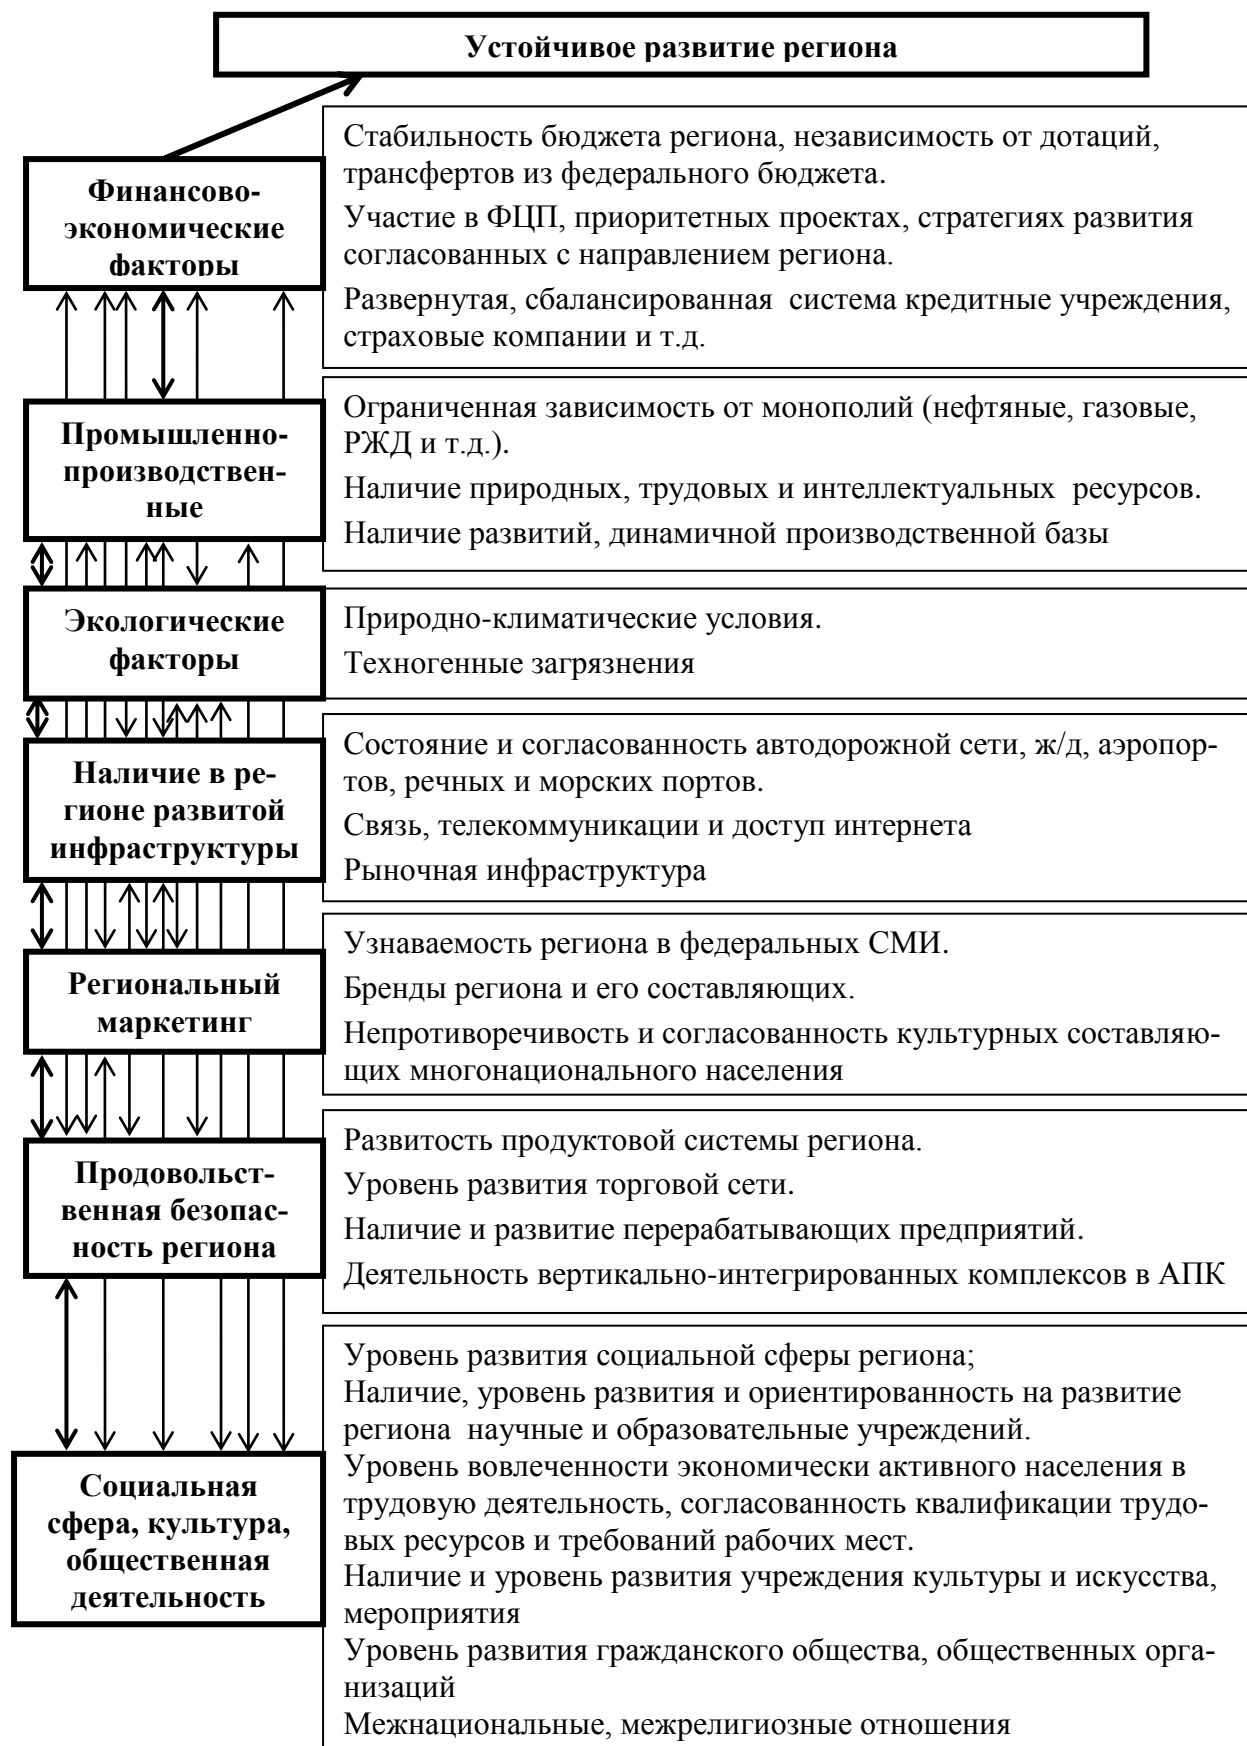 Устойчивое развитие региона
Финансово-
экономические
факторы
Стабильность бюджета региона, независимость от дотаций,
трансфертов из федерального бюджета.
Участие в ФЦП, приоритетных проектах, стратегиях развития
согласованных с направлением региона.
Развернутая, сбалансированная  система кредитные учреждения,
страховые компании и т.д.
Промышленно-
производствен-
ные
Ограниченная зависимость от монополий (нефтяные, газовые,
РЖД и т.д.).
Наличие природных, трудовых и интеллектуальных  ресурсов.
Наличие развитий, динамичной производственной базы
Экологические
факторы
Природно-климатические условия.
Техногенные загрязнения
Наличие в ре-
гионе развитой
инфраструктуры
Состояние и согласованность автодорожной сети, ж/д, аэропор-
тов, речных и морских портов.
Связь, телекоммуникации и доступ интернета
Рыночная инфраструктура
Региональный
маркетинг
Узнаваемость региона в федеральных СМИ.
Бренды региона и его составляющих.
Непротиворечивость и согласованность культурных составляю-
щих многонационального населения
Продовольст-
венная безопас-
ность региона
Развитость продуктовой системы региона.
Уровень развития торговой сети.
Наличие и развитие перерабатывающих предприятий.
Деятельность вертикально-интегрированных комплексов в АПК
Социальная
сфера, культура,
общественная
деятельность
Уровень развития социальной сферы региона;
Наличие, уровень развития и ориентированность на развитие
региона  научные и образовательные учреждений.
Уровень вовлеченности экономически активного населения в
трудовую деятельность, согласованность квалификации трудо-
вых ресурсов и требований рабочих мест.
Наличие и уровень развития учреждения культуры и искусства,
мероприятия
Уровень развития гражданского общества, общественных орга-
низаций
Межнациональные, межрелигиозные отношения